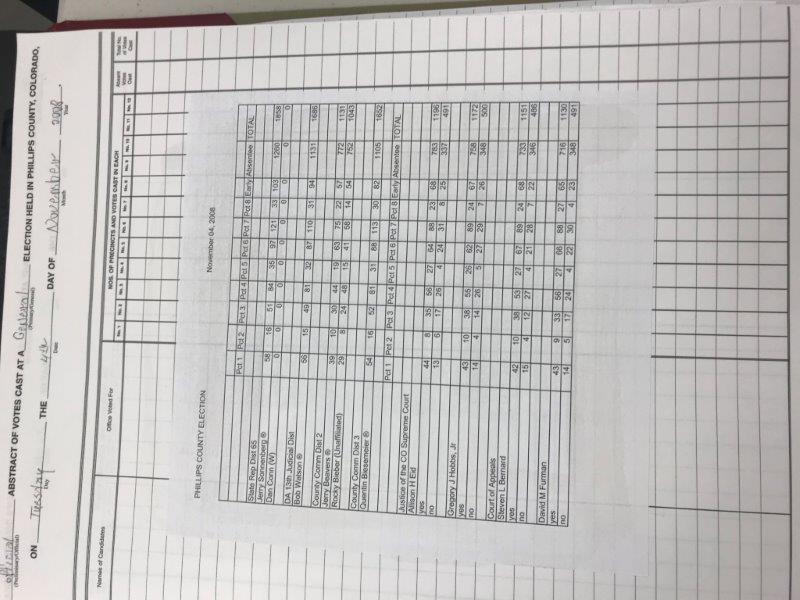 Official ABSTRACT OF VOTES CAST AT A General ELECTION HELD IN PHILLIPS COUNTY, COLORADO,
(Preliminary/Official) (Primary/General)
ON Tuesday THE 4th DAY OF November 2008.
Day Date Month Year
Names of Candidates Office Voted For NOS. OF PRECINCTS AND VOTES CAST IN EACH Absent Votes Cast Total No. of Votes Cast
No. 1 No. 2 No. 3 No. 4 No. 5 No. 6 No. 7 No. 8 No. 9 No. 10 No. 11 No. 12
PHILLIPS COUNTY ELECTION November 04, 2008
Pct 1 Pct 2 Pct 3 Pct 4 Pct 5 Pct 6 Pct 7 Pct 8 Early Absentee TOTAL
State Rep Dist 65
Jerry Sonnenberg ® 58 16 51 84 35 97 121 33 103 1260 1858
Dan Conn (W) 0 0 0 0 0 0 0 0 0 0 0
DA 13th Judicial Dist
Bob Watson ® 56 15 49 81 32 87 110 31 94 1131 1686
County Comm Dist 2
Jerry Beavers ® 39 10 30 44 19 63 75 22 57 772 1131
Rocky Bieber (Unaffiliated) 29 8 24 48 15 41 58 14 54 752 1043
County Comm Dist 3
Quentin Biesemeier ® 54 16 52 81 31 88 113 30 82 1105 1652
Pct 1 Pct 2 Pct 3 Pct 4 Pct 5 Pct 6 Pct 7 Pct 8 Early Absentee TOTAL
Justice of the CO Supreme Court
Allison H Eid
yes 44 8 35 56 27 64 88 23 68 783 1196
no 13 6 17 26 4 24 31 8 25 337 491
Gregory J Hobbs, Jr
yes 43 10 38 55 26 62 89 24 67 758 1172
no 14 4 14 26 5 27 29 7 26 348 500
Court of Appeals
Steven L Bernard
yes 42 10 38 53 27 67 89 24 68 733 1151
no 15 4 12 27 4 21 28 7 22 346 486
David M Furman
yes 43 9 33 56 27 66 88 27 65 716 1130
no 14 5 17 24 4 22 30 4 23 348 491